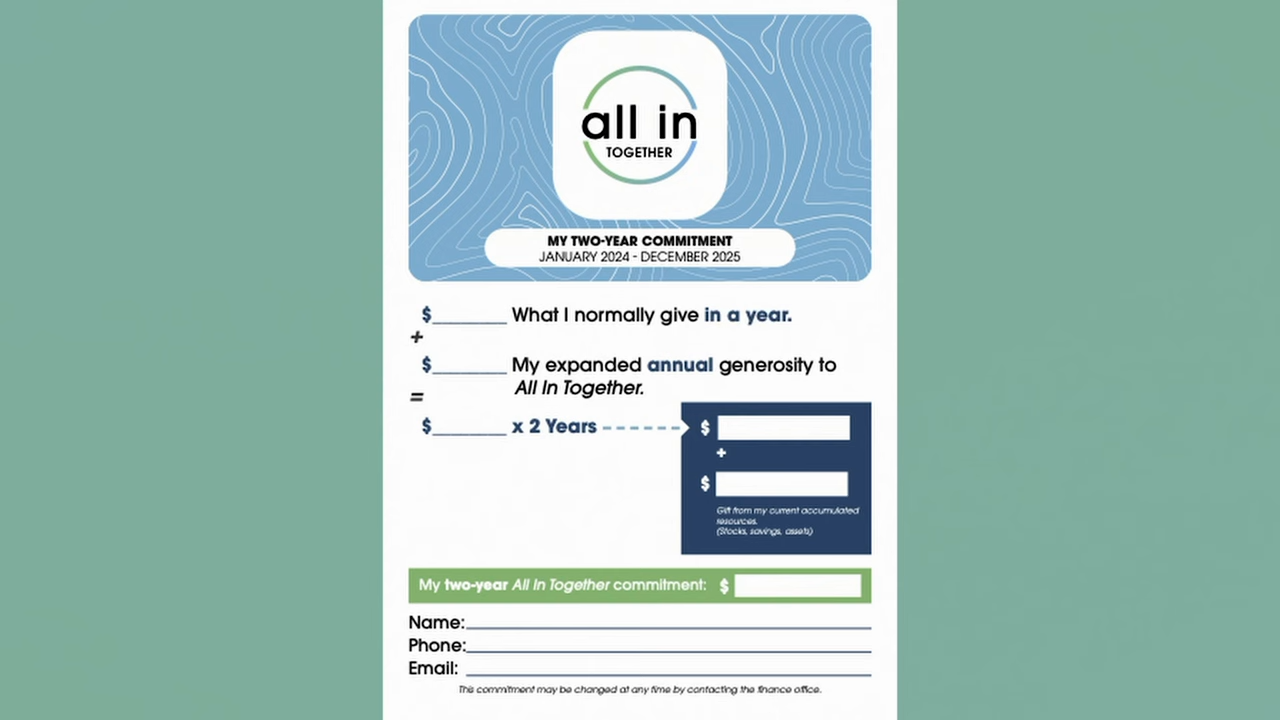 all in
TOGETHER
MY TWO-YEAR COMMITMENT
JANUARY 2024 - DECEMBER 2025
$_______ What I normally give in a year.
+
$_______ My expanded annual generosity to
All In Together.
=
$_______ x 2 Years
$
+
$
Gift from my current accumulated
resources.
(Stocks, savings, assets)
My two-year All In Together commitment: $
Name:
Phone:
Email:
This commitment may be changed at any time by contacting the finance office.